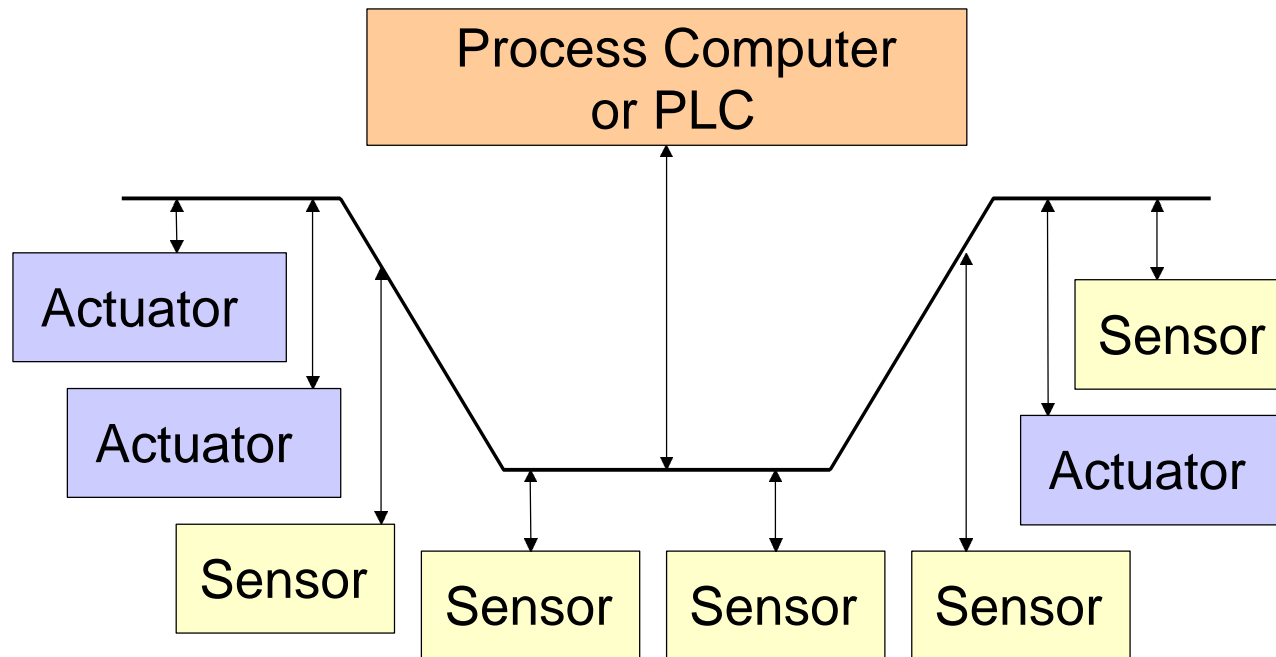 Process Computer
or PLC
Actuator
Sensor
Actuator
Actuator
Sensor
Sensor
Sensor
Sensor